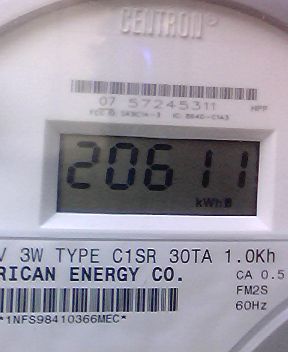 CENTRON
07 57245311
20611
kWh
V 3W TYPE C1SR 30TA 1.0Kh
RICAN ENERGY CO.
CA 0.5
FM2S
60Hz
*1NFS98410366MEC*